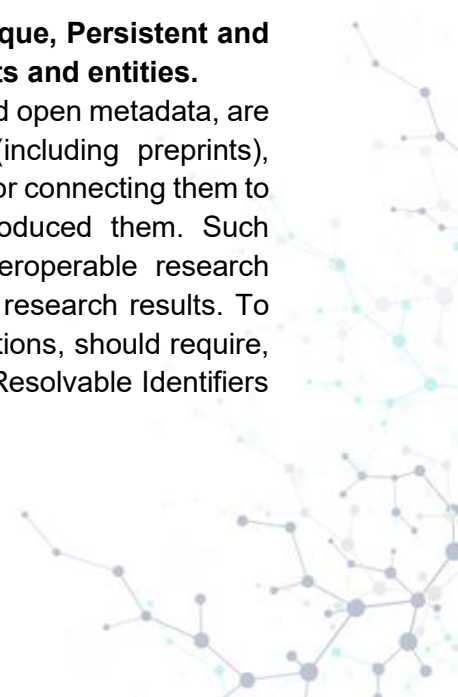 que, Persistent and
ts and entities.
d open metadata, are
(including preprints),
or connecting them to
oduced them. Such
eroperable research
research results. To
tions, should require,
Resolvable Identifiers